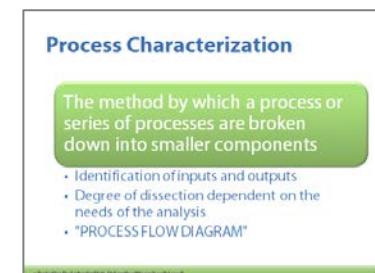 Process Characterization
The method by which a process or
series of processes are broken
down into smaller components
• Identification of inputs and outputs
• Degree of dissection dependent on the
needs of the analysis
• "PROCESS FLOW DIAGRAM"